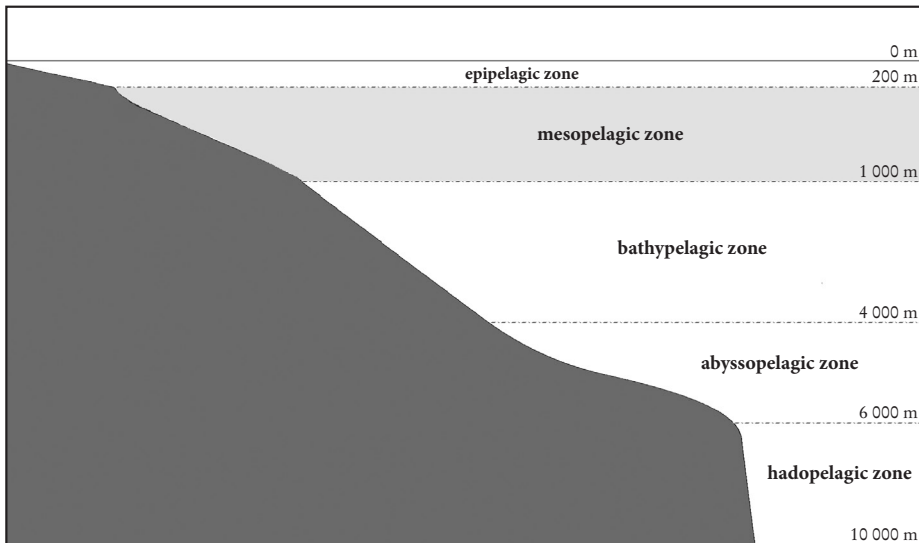 0 m
epipelagic zone
200 m
mesopelagic zone
1 000 m
bathypelagic zone
4 000 m
abyssopelagic zone
6 000 m
hadopelagic zone
10 000 m